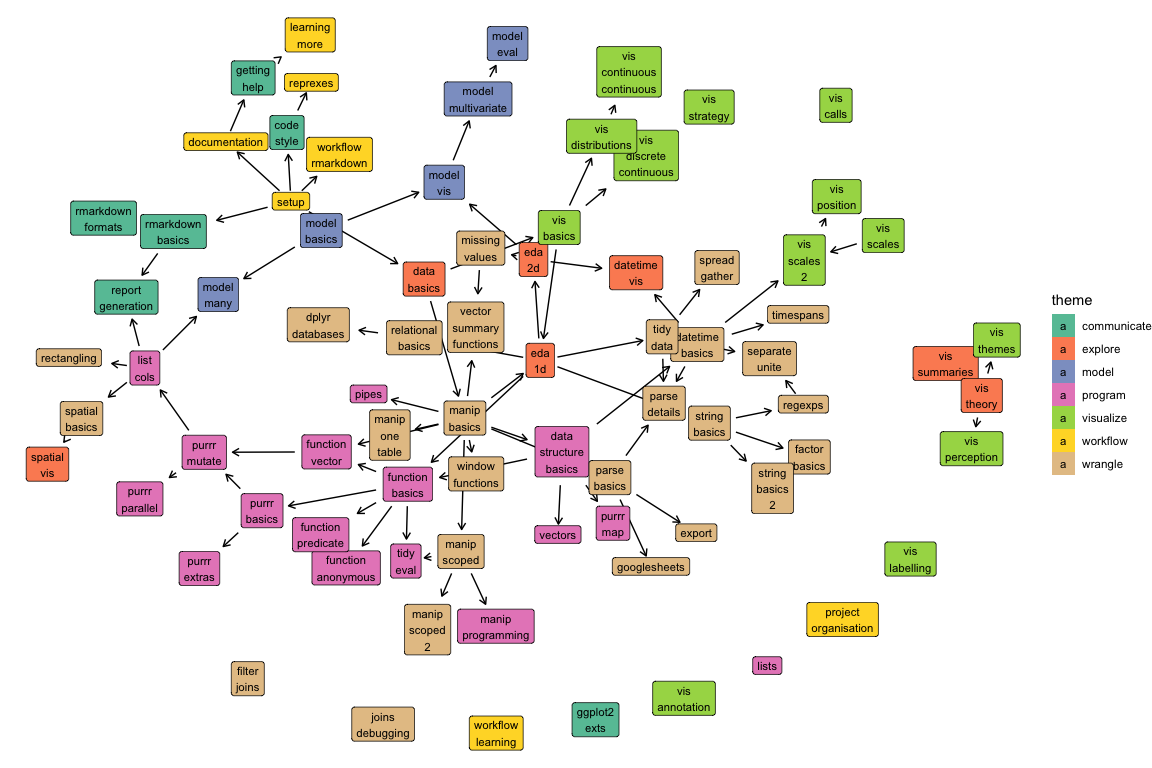 learning
more
model
eval
getting
help
reprexes
vis
continuous
continuous
model
multivariate
vis
strategy
vis
calls
documentation
code
style
workflow
rmarkdown
vis
distributions
vis
discrete
continuous
model
vis
setup
vis
position
rmarkdown
formats
rmarkdown
basics
model
basics
vis
basics
vis
scales
missing
values
eda
2d
vis
scales
2
data
basics
datetime
vis
spread
gather
report
generation
model
many
dplyr
databases
relational
basics
vector
summary
functions
timespans
tidy
data
datetime
basics
separate
unite
vis
themes
vis
summaries
vis
theory
vis
perception
rectangling
list
cols
eda
1d
pipes
parse
details
regexps
spatial
basics
manip
one
table
manip
basics
string
basics
factor
basics
spatial
vis
purrr
mutate
function
vector
data
structure
basics
function
basics
window
functions
parse
basics
string
basics
2
purrr
parallel
purrr
basics
function
predicate
vectors
purrr
map
export
purrr
extras
function
anonymous
tidy
eval
manip
scoped
googlesheets
vis
labelling
manip
scoped
2
manip
programming
project
organisation
filter
joins
lists
vis
annotation
joins
debugging
workflow
learning
ggplot2
exts
theme
a communicate
a explore
a model
a program
a visualize
a workflow
a wrangle